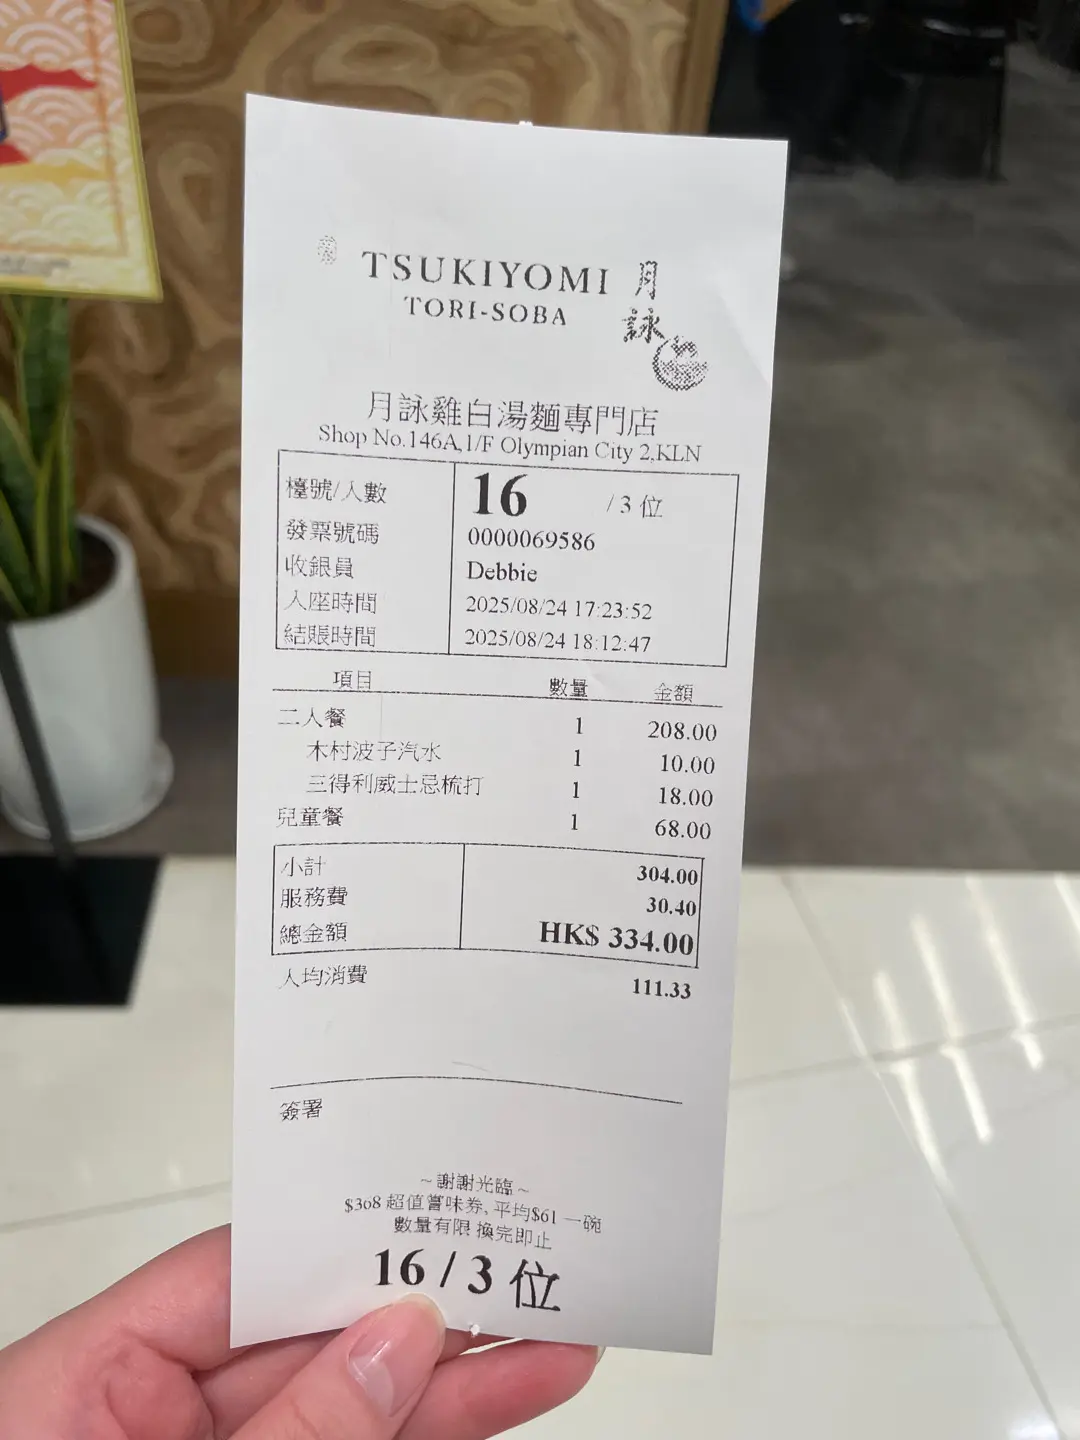 TSUKIYOMI 月詠
TORI-SOBA
月詠雞白湯麵專門店
Shop No.146A,1/F Olympian City 2,KLN
檯號/人數 16 /3 位
發票號碼 0000069586
收銀員 Debbie
入座時間 2025/08/24 17:23:52
結賬時間 2025/08/24 18:12:47
項目 數量 金額
二人餐 1 208.00
木村波子汽水 1 10.00
三得利威士忌梳打 1 18.00
兒童餐 1 68.00
小計 304.00
服務費 30.40
總金額 HK$ 334.00
人均消費 111.33
簽署
~謝謝光臨~
$368 超值嘗味券, 平均$61 一碗
數量有限 換完即止
16 / 3 位